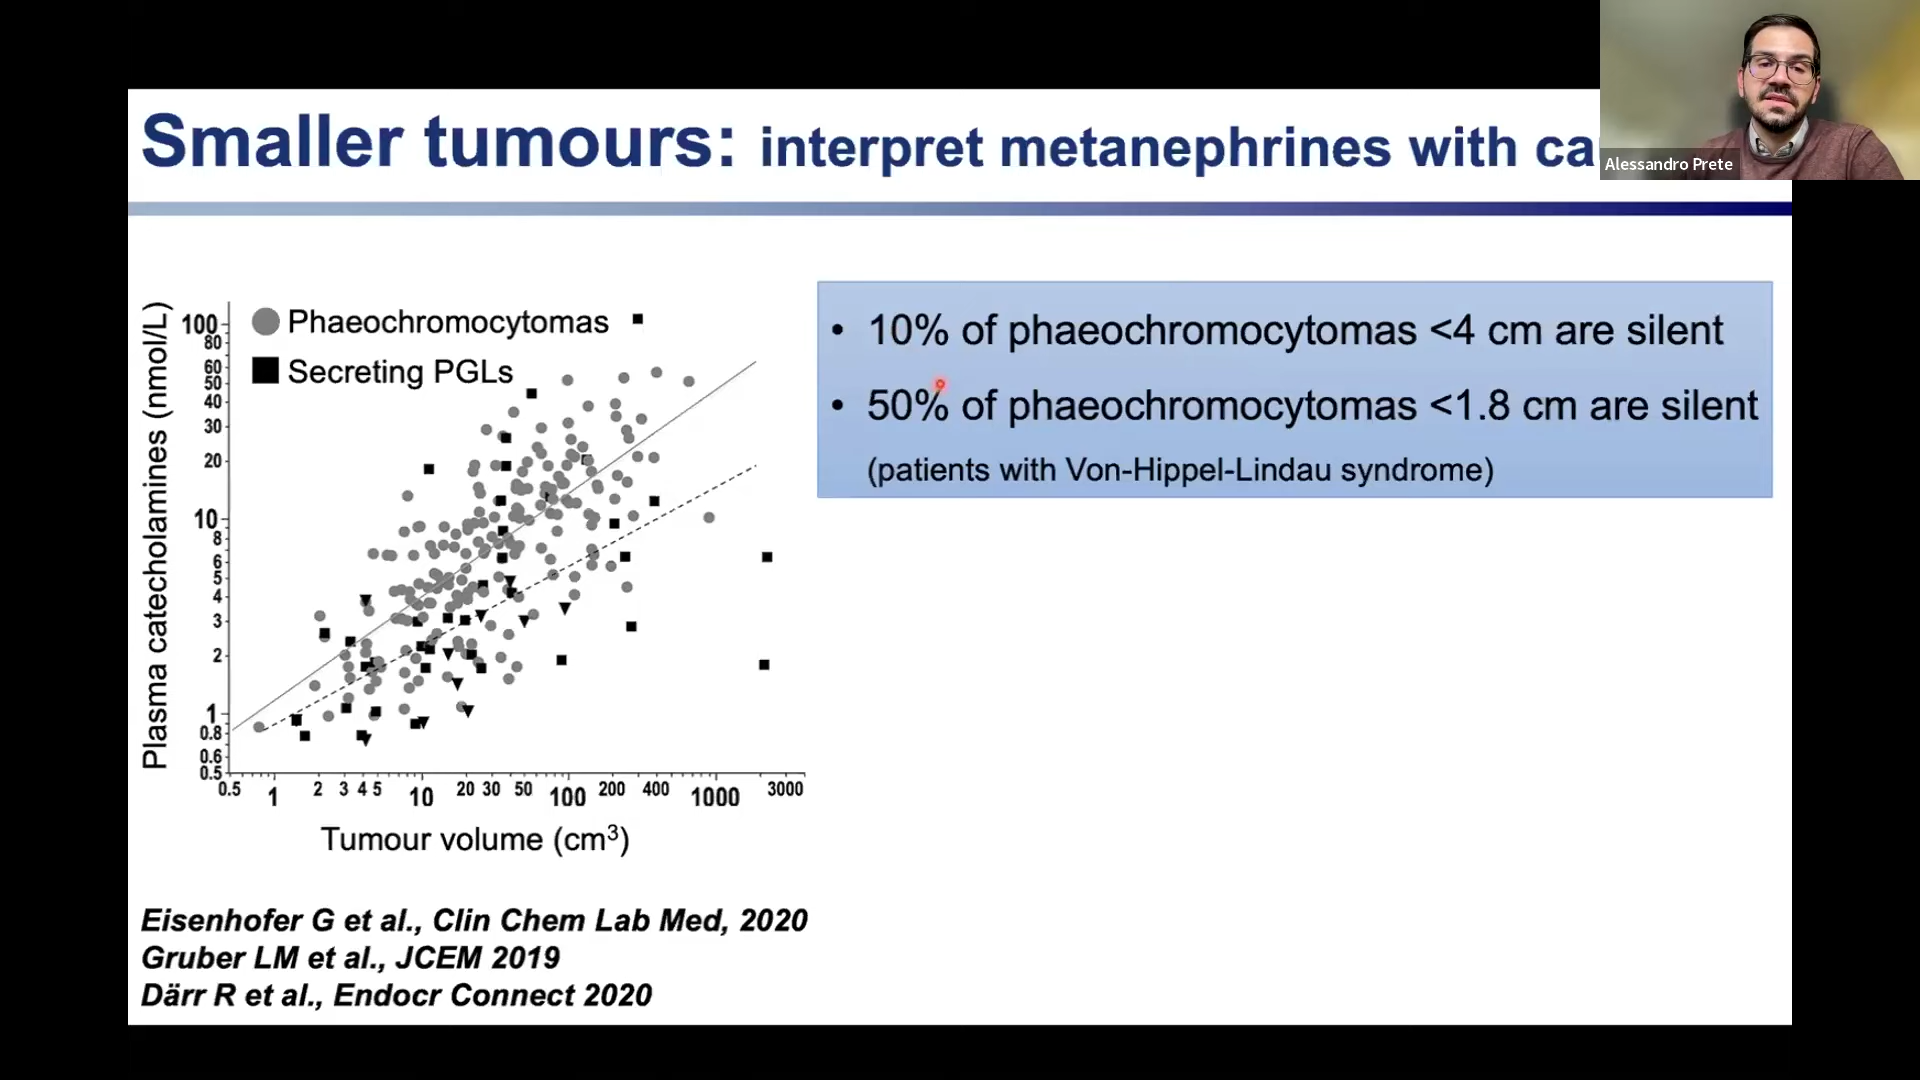 Smaller tumours: interpret metanephrines with ca
Alessandro Prete
Phaeochromocytomas
Secreting PGLs
Plasma catecholamines (nmol/L)
100
80
60
50
40
30
20
10
8
6
5
4
3
2
1
0.8
0.6
0.5
0.5 1 2 3 4 5 10 20 30 50 100 200 400 1000 3000
Tumour volume (cm³)
• 10% of phaeochromocytomas <4 cm are silent
• 50% of phaeochromocytomas <1.8 cm are silent
(patients with Von-Hippel-Lindau syndrome)
Eisenhofer G et al., Clin Chem Lab Med, 2020
Gruber LM et al., JCEM 2019
Därr R et al., Endocr Connect 2020